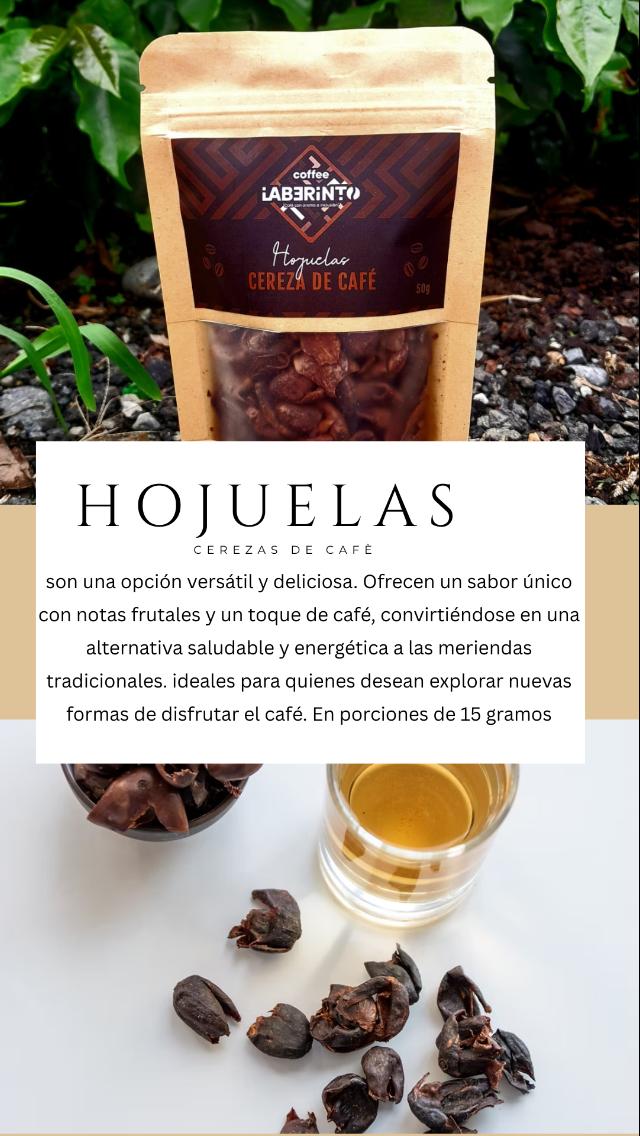 coffee
LABERINTO
Hojuelas
CEREZA DE CAFÉ
50g
HOJUELAS
CEREZAS DE CAFÈ
son una opción versátil y deliciosa. Ofrecen un sabor único
con notas frutales y un toque de café, convirtiéndose en una
alternativa saludable y energética a las meriendas
tradicionales. ideales para quienes desean explorar nuevas
formas de disfrutar el café. En porciones de 15 gramos